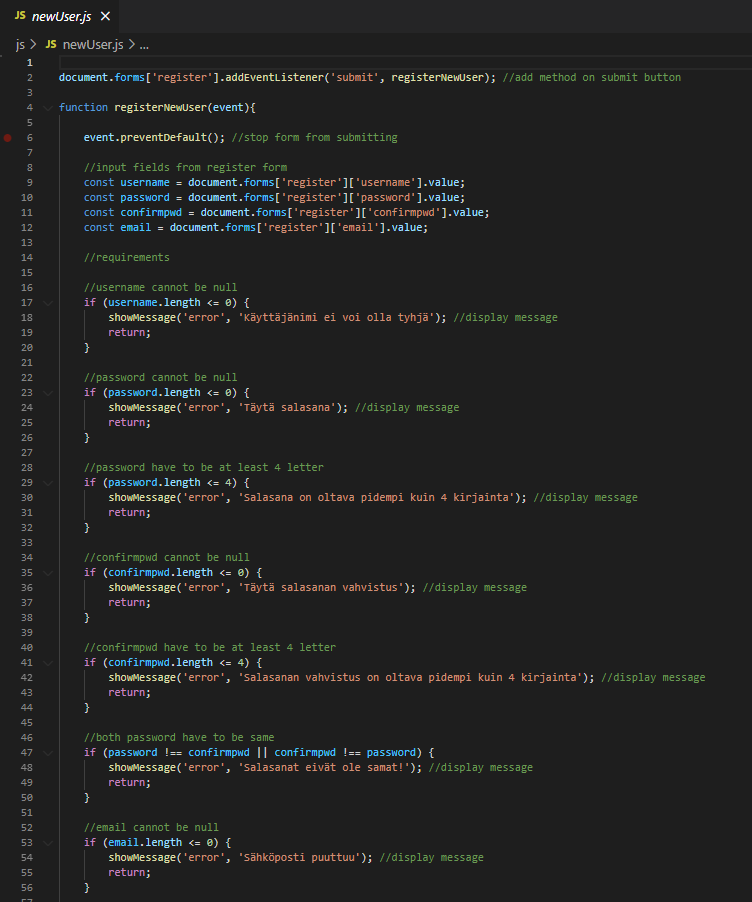 JS newUser.js ×
js > JS newUser.js > ...
1
2 document.forms['register'].addEventListener('submit', registerNewUser); //add method on submit button
3
4 function registerNewUser(event){
5
6 event.preventDefault(); //stop form from submitting
7
8 //input fields from register form
9 const username = document.forms['register']['username'].value;
10 const password = document.forms['register']['password'].value;
11 const confirmpwd = document.forms['register']['confirmpwd'].value;
12 const email = document.forms['register']['email'].value;
13
14 //requirements
15
16 //username cannot be null
17 if (username.length <= 0) {
18 showMessage('error', 'Käyttäjänimi ei voi olla tyhjä'); //display message
19 return;
20 }
21
22 //password cannot be null
23 if (password.length <= 0) {
24 showMessage('error', 'Täytä salasana'); //display message
25 return;
26 }
27
28 //password have to be at least 4 letter
29 if (password.length <= 4) {
30 showMessage('error', 'Salasana on oltava pidempi kuin 4 kirjainta'); //display message
31 return;
32 }
33
34 //confirmpwd cannot be null
35 if (confirmpwd.length <= 0) {
36 showMessage('error', 'Täytä salasanan vahvistus'); //display message
37 return;
38 }
39
40 //confirmpwd have to be at least 4 letter
41 if (confirmpwd.length <= 4) {
42 showMessage('error', 'Salasanan vahvistus on oltava pidempi kuin 4 kirjainta'); //display message
43 return;
44 }
45
46 //both password have to be same
47 if (password !== confirmpwd || confirmpwd !== password) {
48 showMessage('error', 'Salasanat eivät ole samat!'); //display message
49 return;
50 }
51
52 //email cannot be null
53 if (email.length <= 0) {
54 showMessage('error', 'Sähköposti puuttuu'); //display message
55 return;
56 }